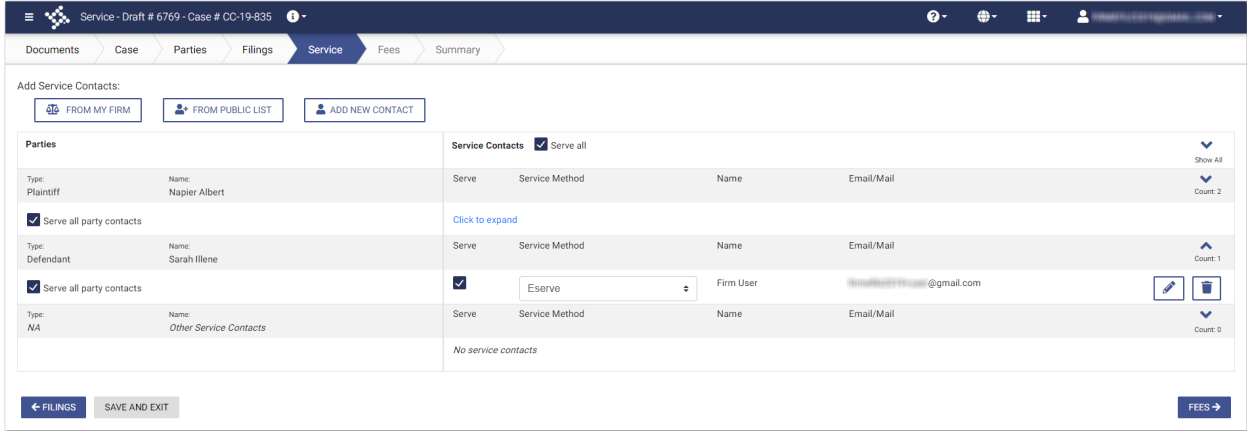 Service - Draft # 6769 - Case # CC-19-835
Documents Case Parties Filings Service Fees Summary
Add Service Contacts:
FROM MY FIRM FROM PUBLIC LIST ADD NEW CONTACT
Parties Service Contacts Serve all
Show All
Type: Name: Serve Service Method Name Email/Mail
Plaintiff Napier Albert Count: 2
Serve all party contacts Click to expand
Type: Name: Serve Service Method Name Email/Mail
Defendant Sarah Illene Count: 1
Serve all party contacts Eserve Firm User @gmail.com
Type: Name: Serve Service Method Name Email/Mail
NA Other Service Contacts Count: 0
No service contacts
FILINGS SAVE AND EXIT FEES